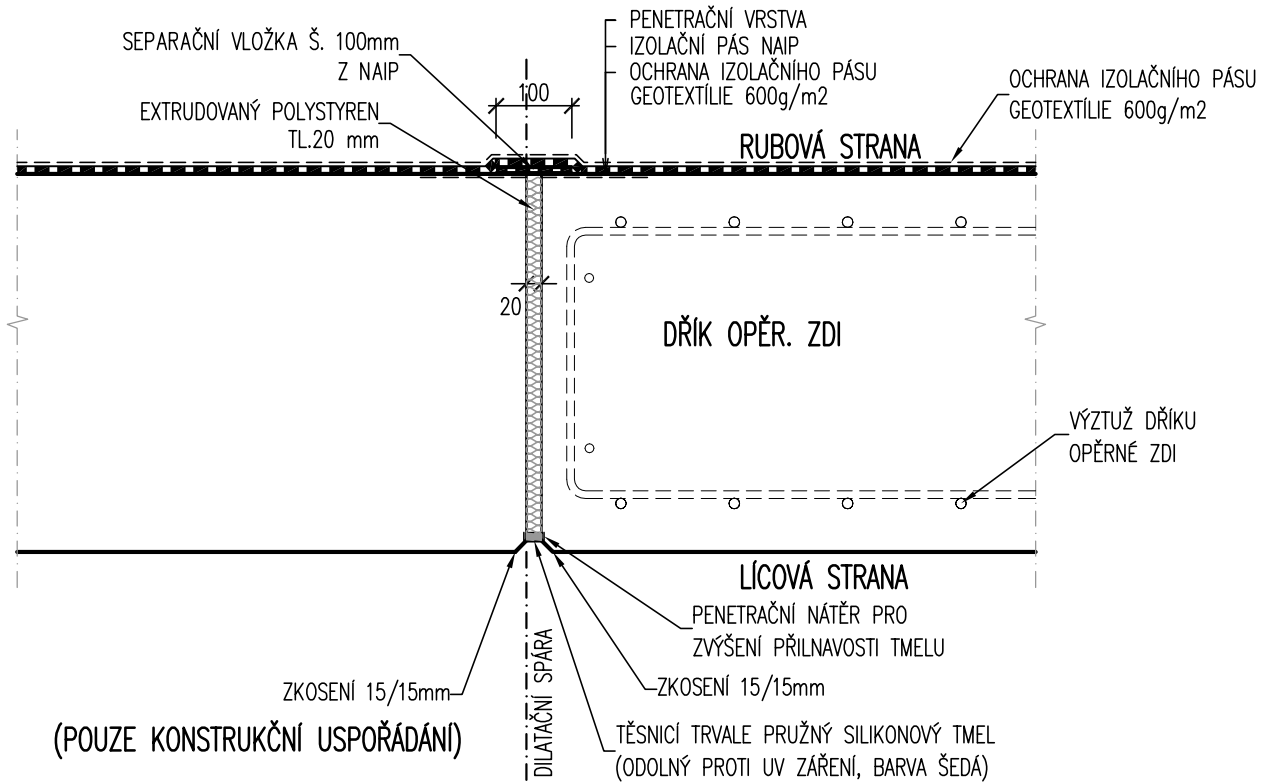 SEPARAČNÍ VLOŽKA Š. 100mm
Z NAIP
EXTRUDOVANÝ POLYSTYREN
TL.20 mm
100
PENETRAČNÍ VRSTVA
IZOLAČNÍ PÁS NAIP
OCHRANA IZOLAČNÍHO PÁSU
GEOTEXTÍLIE 600g/m2
OCHRANA IZOLAČNÍHO PÁSU
GEOTEXTÍLIE 600g/m2
RUBOVÁ STRANA
20
DŘÍK OPĚR. ZDI
VÝZTUŽ DŘÍKU
OPĚRNÉ ZDI
LÍCOVÁ STRANA
PENETRAČNÍ NÁTĚR PRO
ZVÝŠENÍ PŘILNAVOSTI TMELU
ZKOSENÍ 15/15mm
ZKOSENÍ 15/15mm
DILATAČNÍ SPÁRA
(POUZE KONSTRUKČNÍ USPOŘÁDÁNÍ)
TĚSNICÍ TRVALE PRUŽNÝ SILIKONOVÝ TMEL
(ODOLNÝ PROTI UV ZÁŘENÍ, BARVA ŠEDÁ)